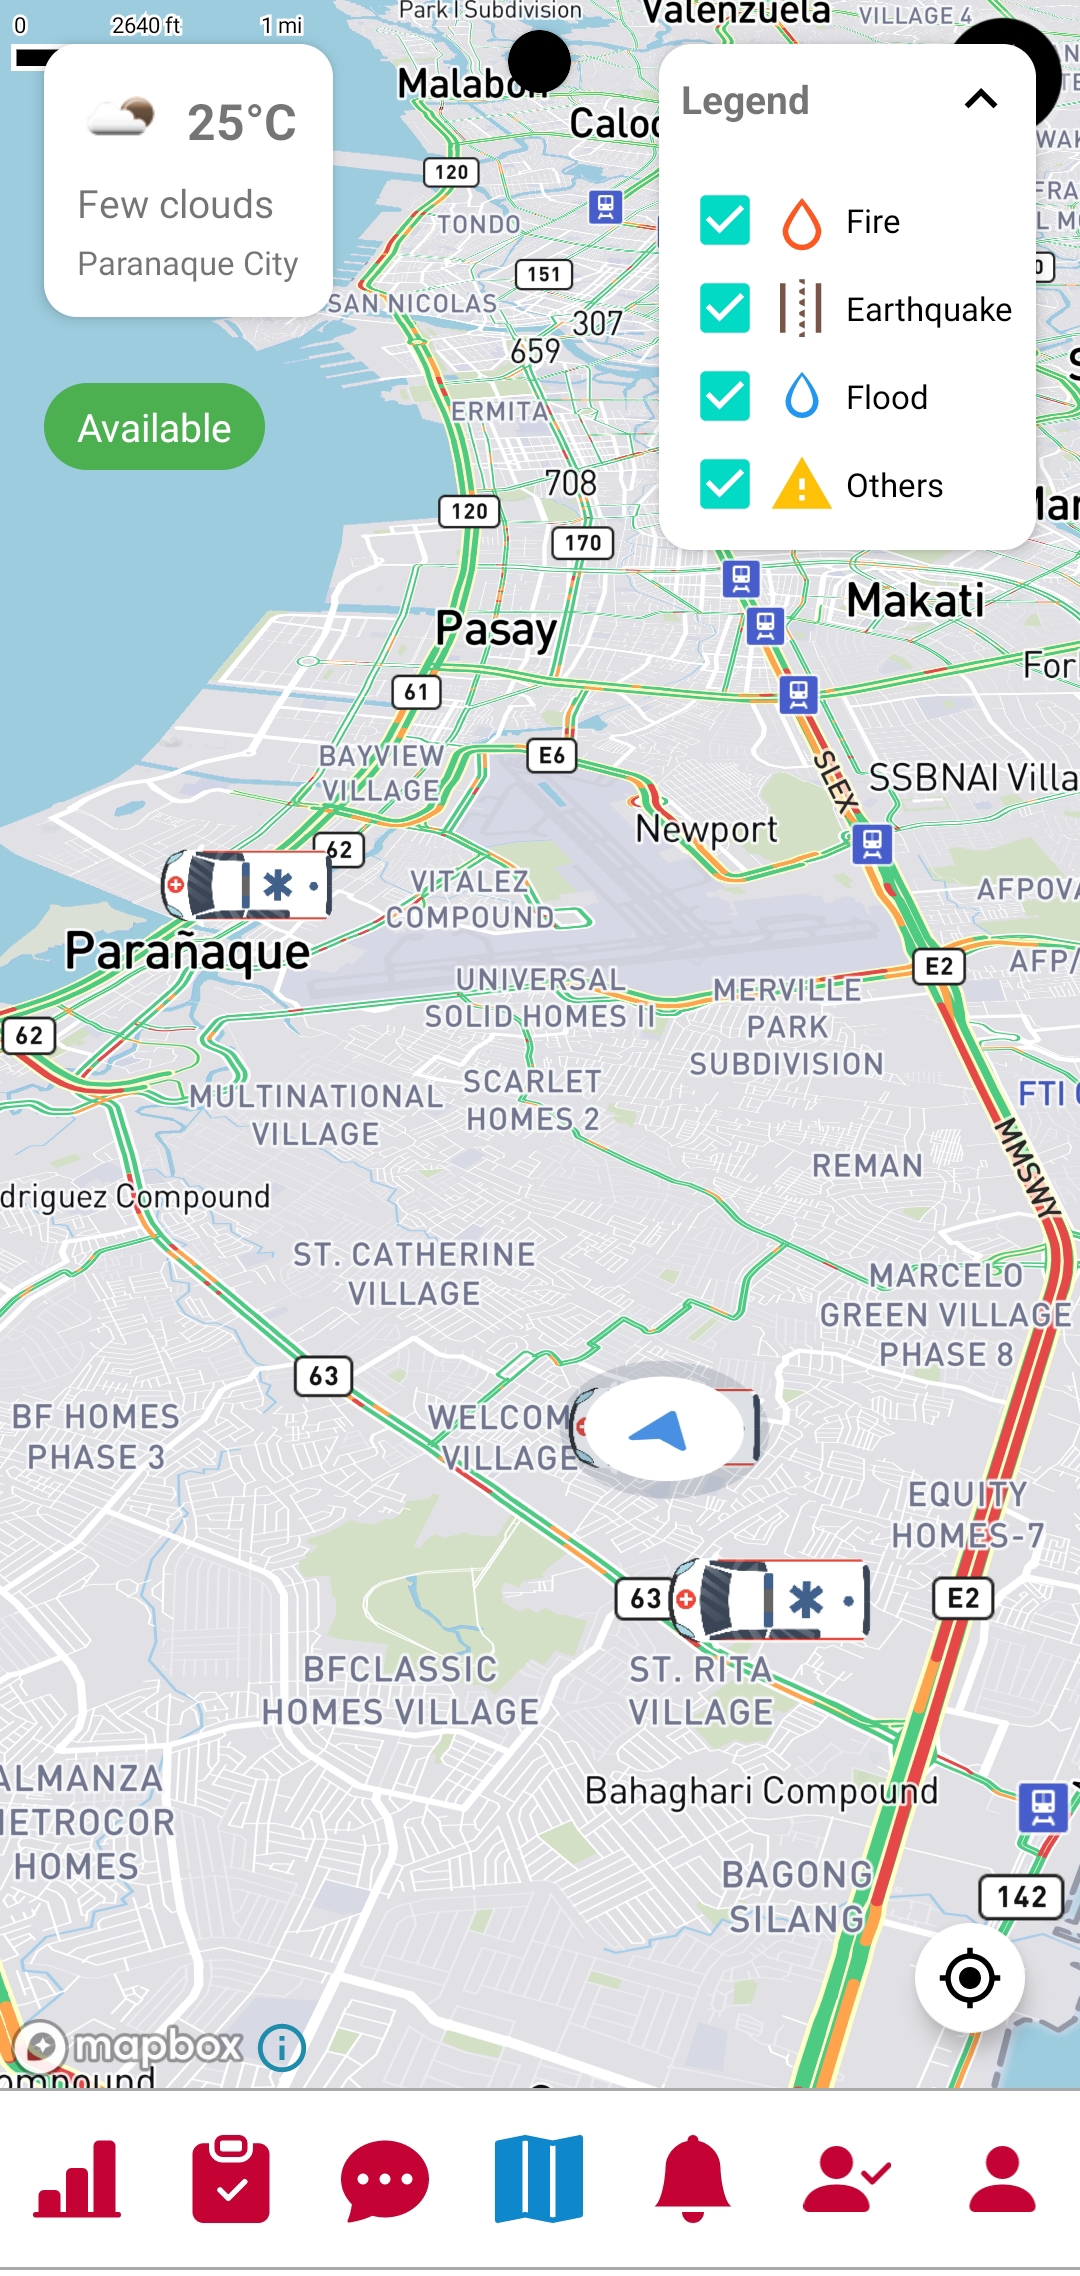 0 2640 ft 1 mi
Park I Subdivision
Valenzuela
VILLAGE 4
Malabon
Legend
25°C
Few clouds
Paranaque City
120
TONDO
Fire
151
SAN NICOLAS
307
Earthquake
659
ERMITA
Flood
Available
708
Others
120
170
Makati
Pasay
61
BAYVIEW
VILLAGE
E6
SLEX
SSBNAI Villa
Newport
62
VITALEZ
COMPOUND
AFPOVA
Parañaque
E2
AFP/
UNIVERSAL
SOLID HOMES II
MERVILLE
PARK
SUBDIVISION
62
SCARLET
HOMES 2
MULTINATIONAL
VILLAGE
FTI
MMSWY
REMAN
driguez Compound
ST. CATHERINE
VILLAGE
MARCELO
GREEN VILLAGE
PHASE 8
63
BF HOMES
PHASE 3
WELCOM
VILLAGE
EQUITY
HOMES-7
63
E2
BFCLASSIC
HOMES VILLAGE
ST. RITA
VILLAGE
ALMANZA
METROCOR
HOMES
Bahaghari Compound
BAGONG
SILANG
142
mapbox
ompound